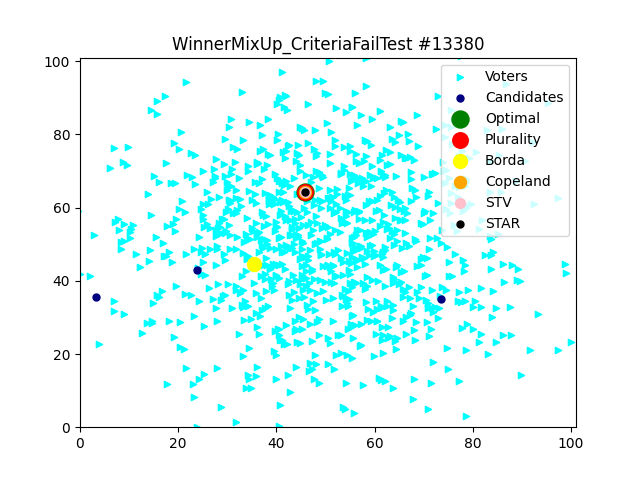 WinnerMixUp_CriteriaFailTest #13380
100
80
60
40
20
0
0
20
40
60
80
100
Voters
Candidates
Optimal
Plurality
Borda
Copeland
STV
STAR